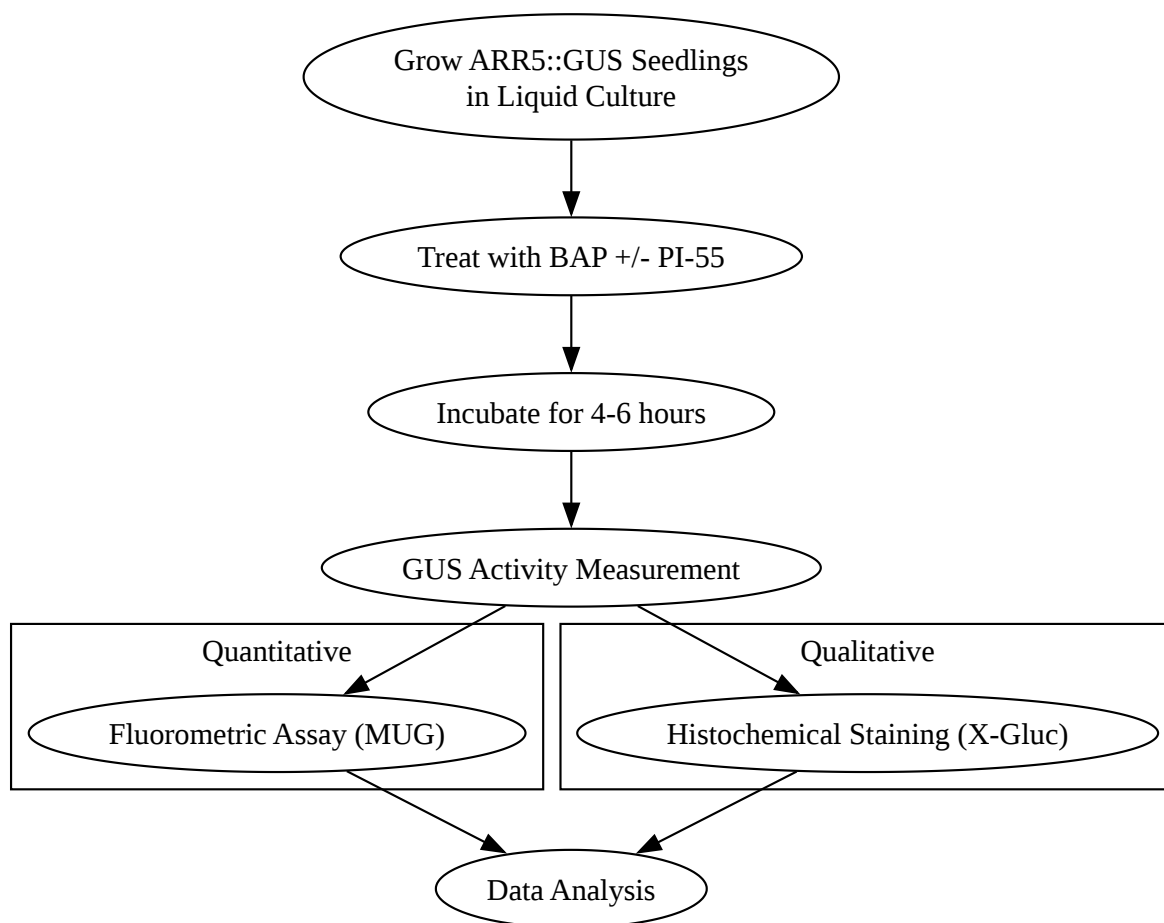 Grow ARR5::GUS Seedlings
in Liquid Culture
Treat with BAP +/- PI-55
Incubate for 4-6 hours
GUS Activity Measurement
Quantitative
Qualitative
Fluorometric Assay (MUG)
Histochemical Staining (X-Gluc)
Data Analysis